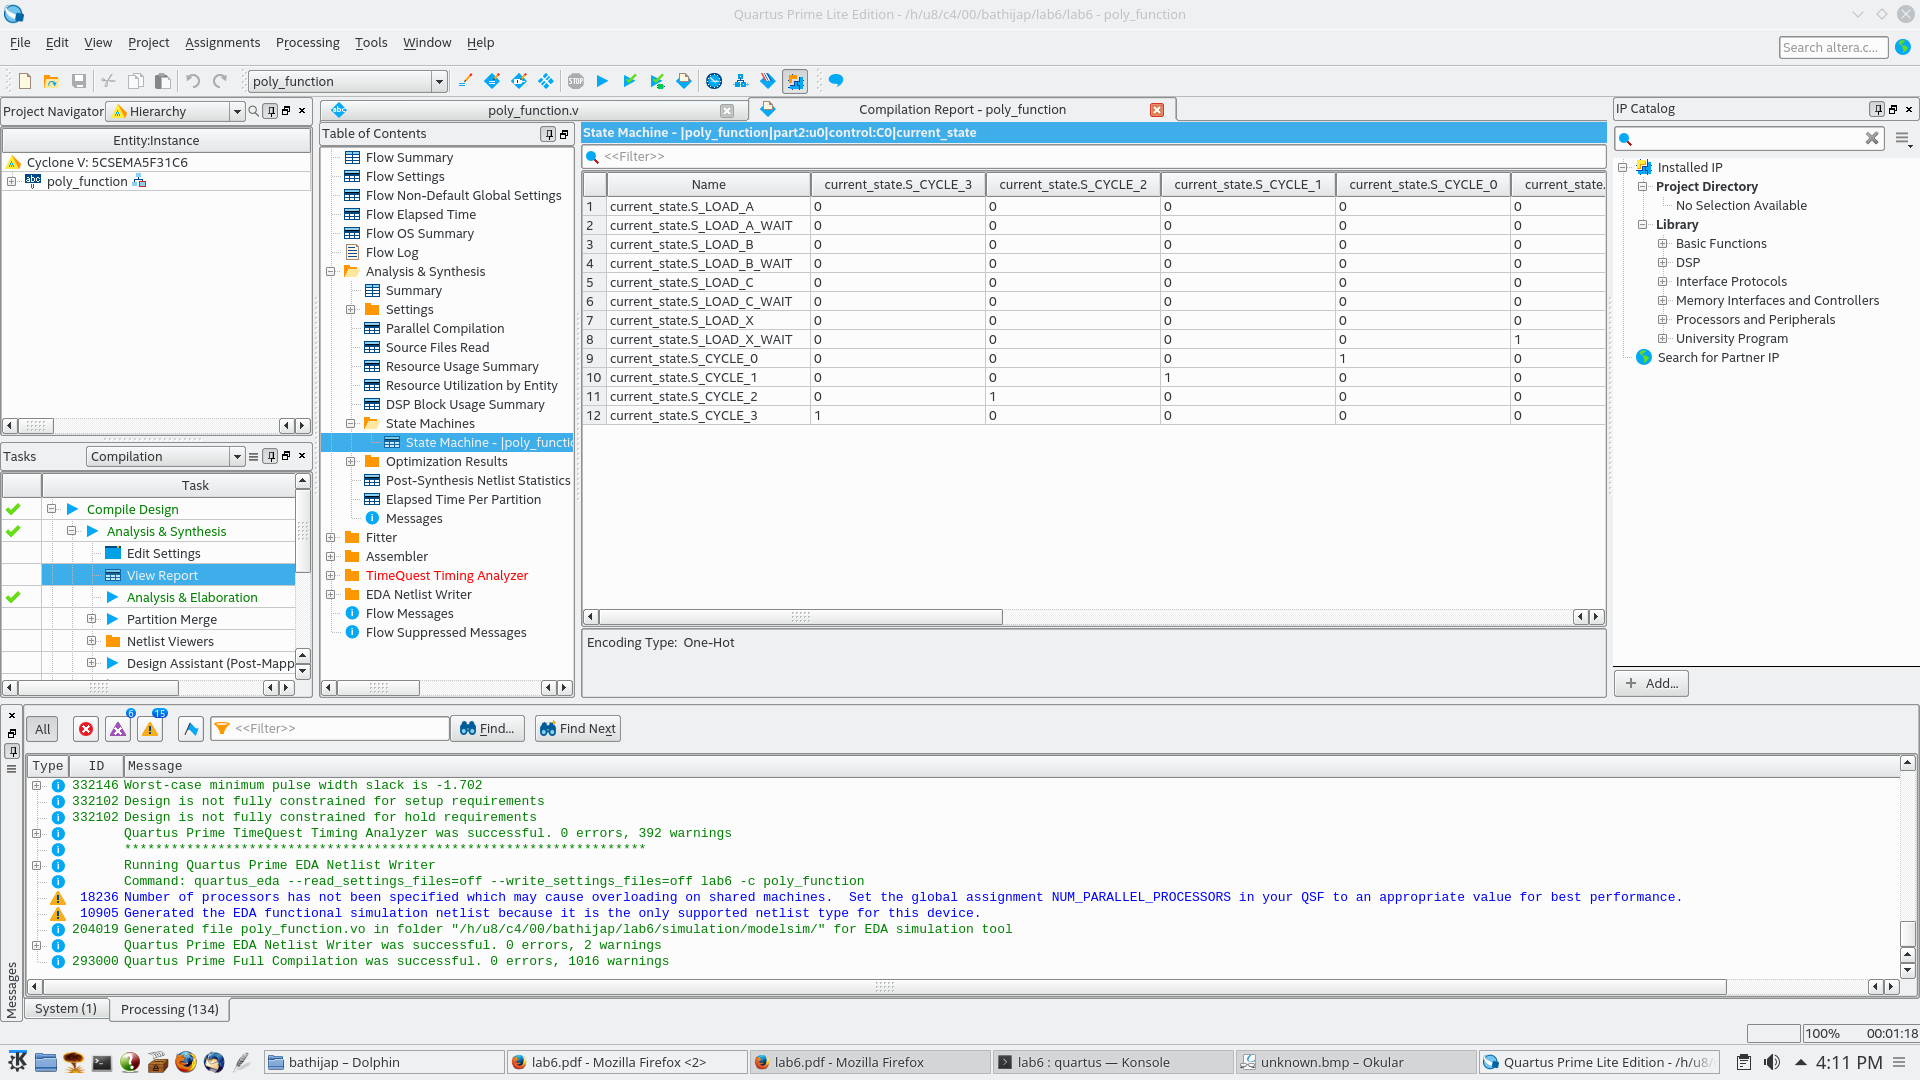 Quartus Prime Lite Edition - /h/u8/c4/00/bathijap/lab6/lab6 - poly_function
File Edit View Project Assignments Processing Tools Window Help
Search altera.c...
poly_function
STOP
Project Navigator Hierarchy
Entity:Instance
Cyclone V: 5CSEMA5F31C6
abc poly_function
Tasks Compilation
Task
Compile Design
Analysis & Synthesis
Edit Settings
View Report
Analysis & Elaboration
Partition Merge
Netlist Viewers
Design Assistant (Post-Mapp
abc poly_function.v
Compilation Report - poly_function
Table of Contents
Flow Summary
Flow Settings
Flow Non-Default Global Settings
Flow Elapsed Time
Flow OS Summary
Flow Log
Analysis & Synthesis
Summary
Settings
Parallel Compilation
Source Files Read
Resource Usage Summary
Resource Utilization by Entity
DSP Block Usage Summary
State Machines
State Machine - |poly_functio
Optimization Results
Post-Synthesis Netlist Statistics
Elapsed Time Per Partition
Messages
Fitter
Assembler
TimeQuest Timing Analyzer
EDA Netlist Writer
Flow Messages
Flow Suppressed Messages
State Machine - |poly_function|part2:u0|control:C0|current_state
<<Filter>>
Name current_state.S_CYCLE_3 current_state.S_CYCLE_2 current_state.S_CYCLE_1 current_state.S_CYCLE_0 current_state.
1 current_state.S_LOAD_A 0 0 0 0 0
2 current_state.S_LOAD_A_WAIT 0 0 0 0 0
3 current_state.S_LOAD_B 0 0 0 0 0
4 current_state.S_LOAD_B_WAIT 0 0 0 0 0
5 current_state.S_LOAD_C 0 0 0 0 0
6 current_state.S_LOAD_C_WAIT 0 0 0 0 0
7 current_state.S_LOAD_X 0 0 0 0 0
8 current_state.S_LOAD_X_WAIT 0 0 0 0 1
9 current_state.S_CYCLE_0 0 0 0 1 0
10 current_state.S_CYCLE_1 0 0 1 0 0
11 current_state.S_CYCLE_2 0 1 0 0 0
12 current_state.S_CYCLE_3 1 0 0 0 0
Encoding Type: One-Hot
IP Catalog
Installed IP
Project Directory
No Selection Available
Library
Basic Functions
DSP
Interface Protocols
Memory Interfaces and Controllers
Processors and Peripherals
University Program
Search for Partner IP
+ Add...
All 6 15 <<Filter>> Find... Find Next
Type ID Message
332146 Worst-case minimum pulse width slack is -1.702
332102 Design is not fully constrained for setup requirements
332102 Design is not fully constrained for hold requirements
Quartus Prime TimeQuest Timing Analyzer was successful. 0 errors, 392 warnings
*******************************************************************
Running Quartus Prime EDA Netlist Writer
Command: quartus_eda --read_settings_files=off --write_settings_files=off lab6 -c poly_function
18236 Number of processors has not been specified which may cause overloading on shared machines.  Set the global assignment NUM_PARALLEL_PROCESSORS in your QSF to an appropriate value for best performance.
10905 Generated the EDA functional simulation netlist because it is the only supported netlist type for this device.
204019 Generated file poly_function.vo in folder "/h/u8/c4/00/bathijap/lab6/simulation/modelsim/" for EDA simulation tool
Quartus Prime EDA Netlist Writer was successful. 0 errors, 2 warnings
293000 Quartus Prime Full Compilation was successful. 0 errors, 1016 warnings
Messages
System (1) Processing (134)
100% 00:01:18
bathijap – Dolphin
lab6.pdf - Mozilla Firefox <2>
lab6.pdf - Mozilla Firefox
lab6 : quartus — Konsole
unknown.bmp – Okular
Quartus Prime Lite Edition - /h/u8/
4:11 PM